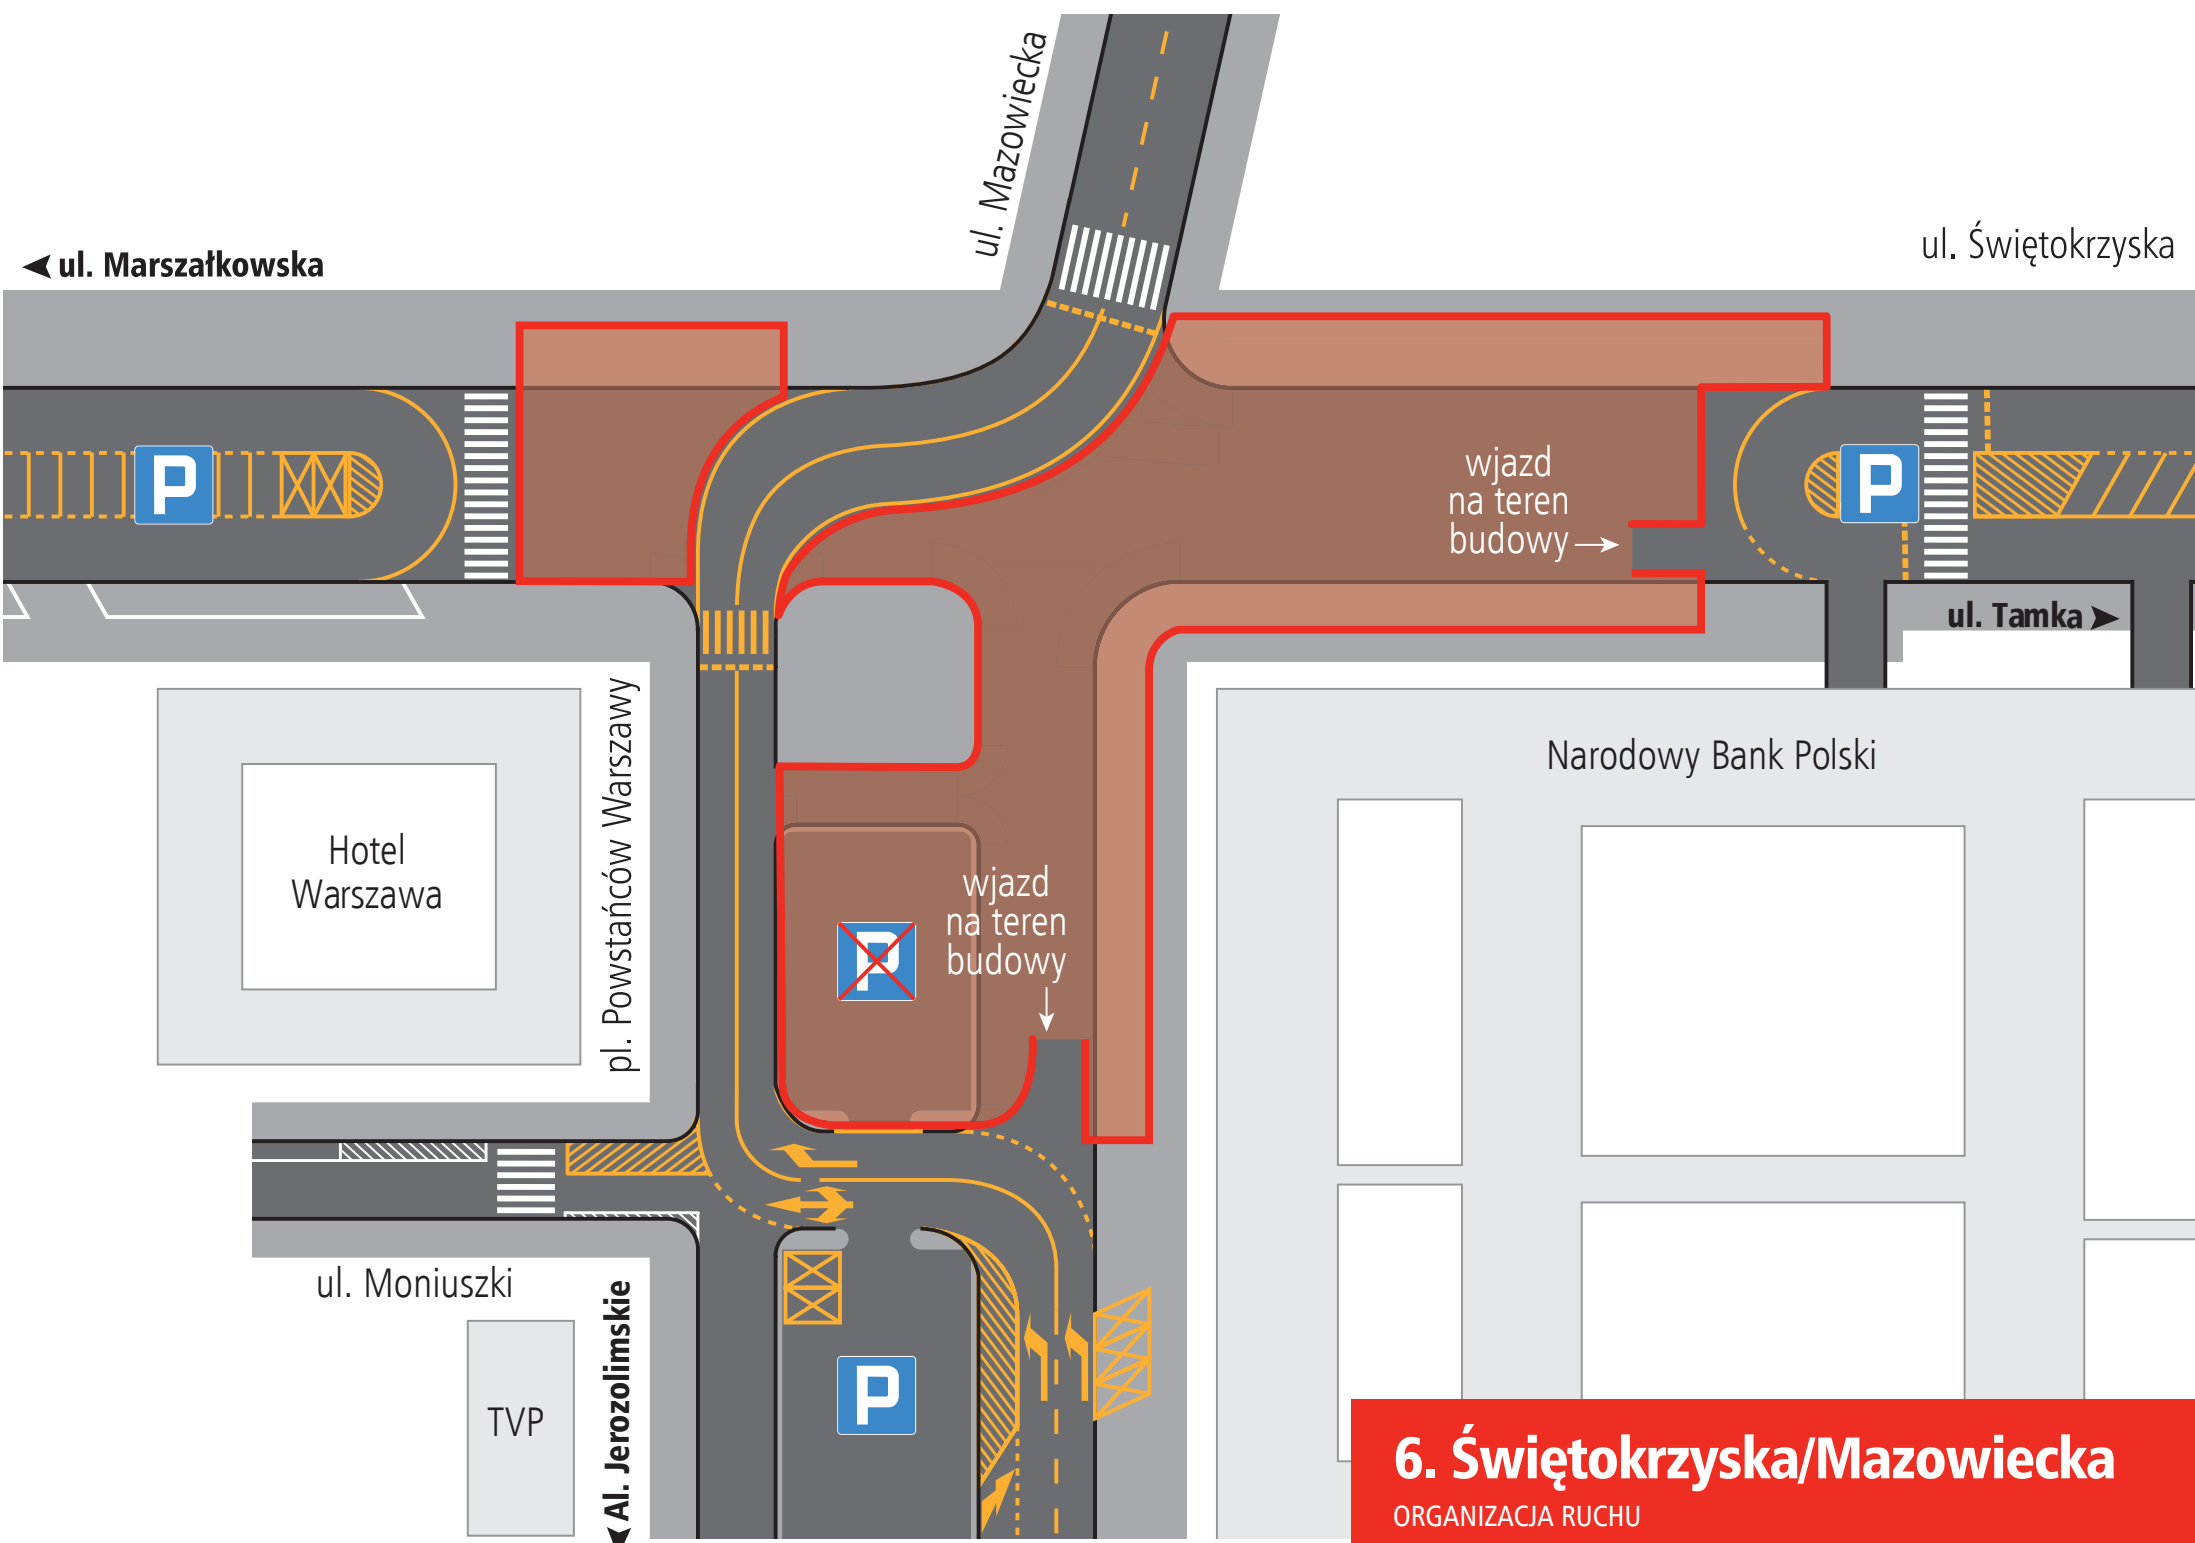 ul. Mazowiecka
ul. Marszałkowska
ul. Świętokrzyska
P
P
wjazd
na teren
budowy
ul. Tamka
pl. Powstańców Warszawy
Narodowy Bank Polski
Hotel
Warszawa
wjazd
na teren
budowy
P
ul. Moniuszki
Al. Jerozolimskie
TVP
P
6. Świętokrzyska/Mazowiecka
ORGANIZACJA RUCHU